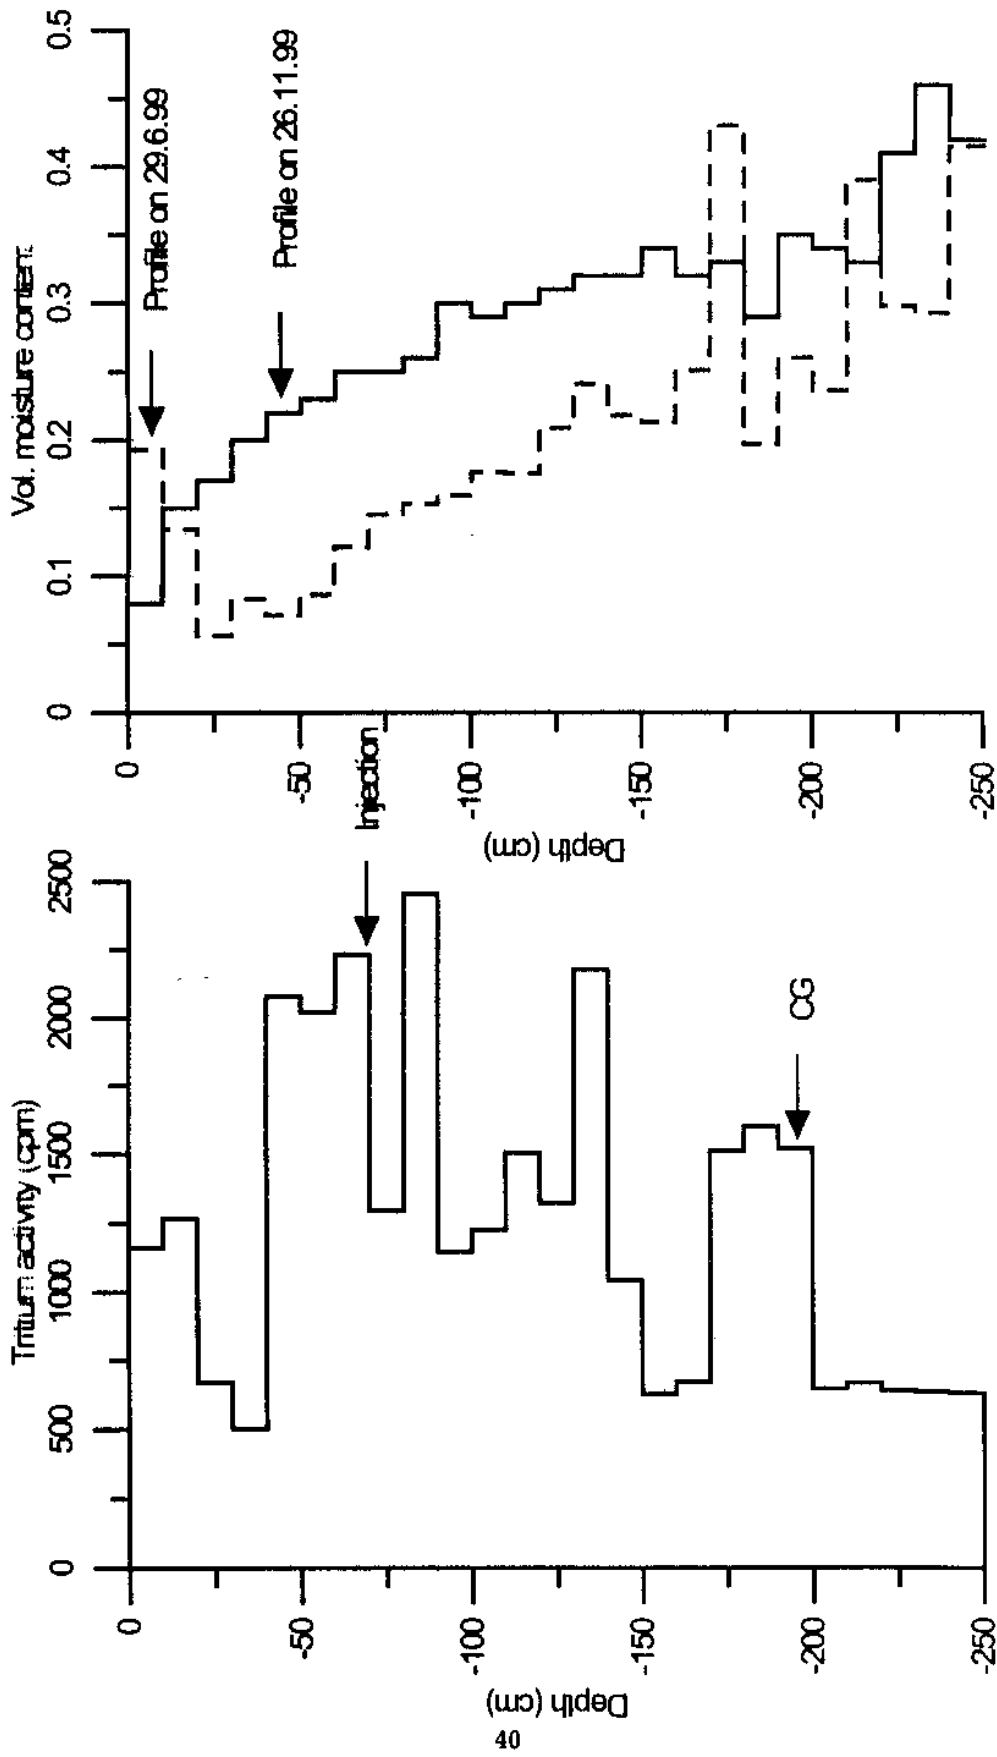 Tritium activity (cpm)
0 500 1000 1500 2000 2500
0
-50
-100
-150
-200
-250
Depth (cm)
Injection
CG
Vol. moisture content
0 0.1 0.2 0.3 0.4 0.5
0
-50
-100
-150
-200
-250
Depth (cm)
Profile on 29.6.99
Profile on 26.11.99
40